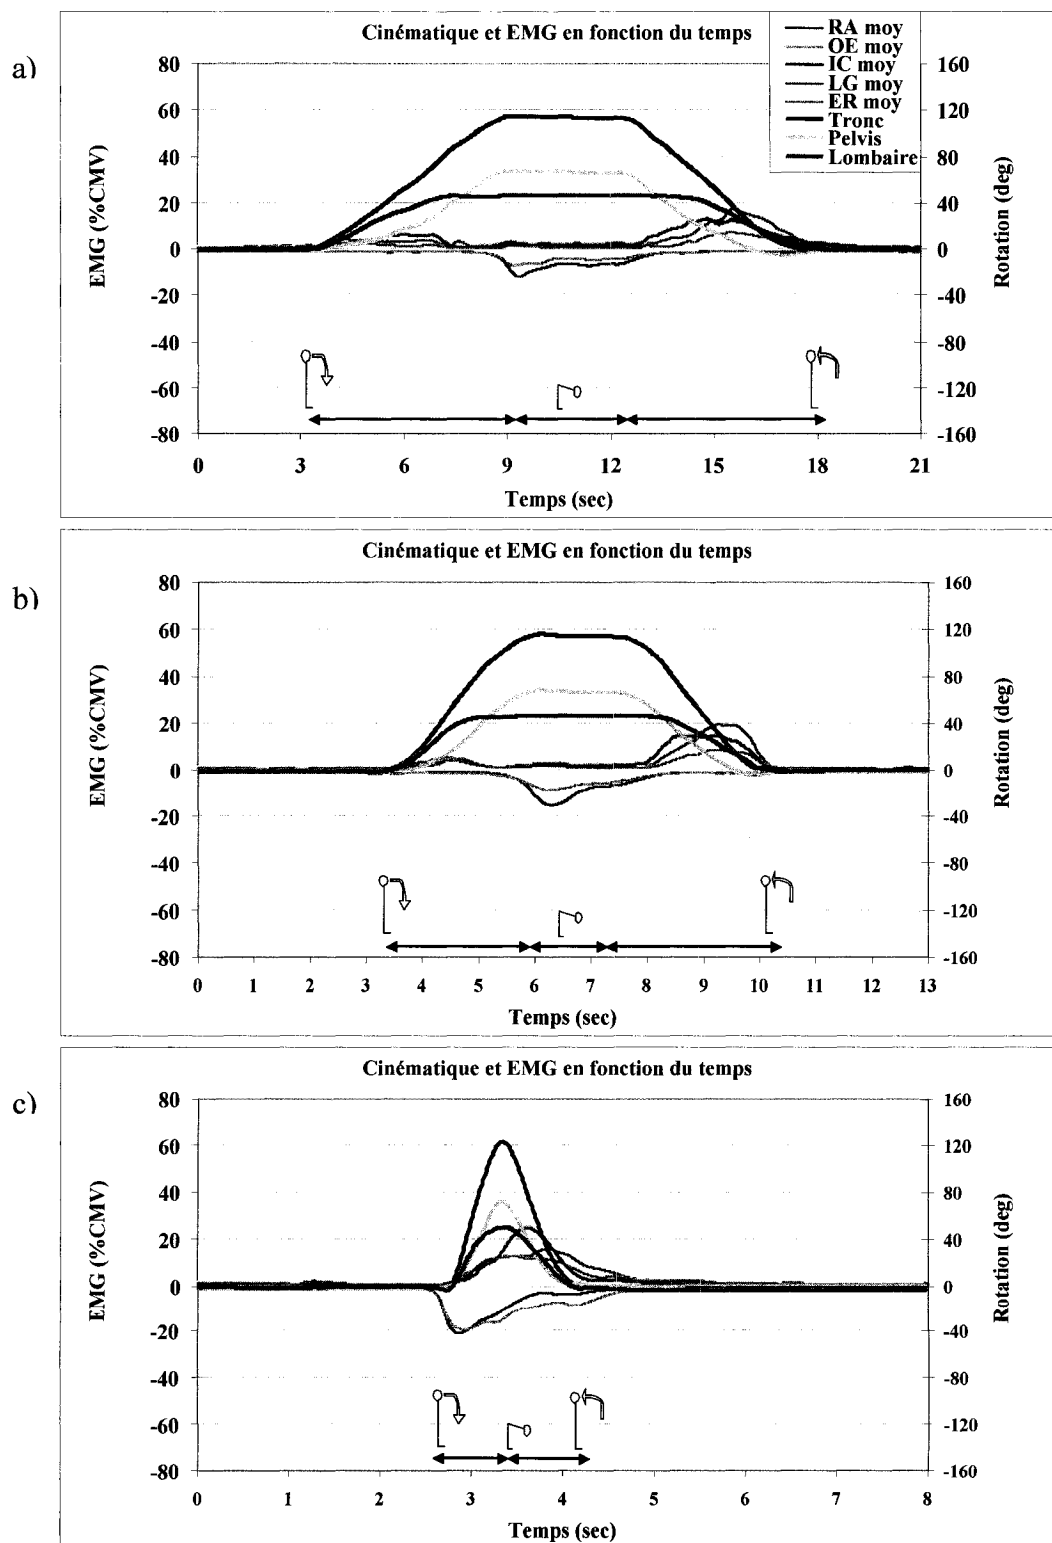 a)
Cinématique et EMG en fonction du temps
RA moy
OE moy
IC moy
LG moy
ER moy
Tronc
Pelvis
Lombaire
EMG (%CMV)
80
60
40
20
0
-20
-40
-60
-80
160
120
80
40
0
-40
-80
-120
-160
Rotation (deg)
0 3 6 9 12 15 18 21
Temps (sec)
b)
Cinématique et EMG en fonction du temps
EMG (%CMV)
80
60
40
20
0
-20
-40
-60
-80
160
120
80
40
0
-40
-80
-120
-160
Rotation (deg)
0 1 2 3 4 5 6 7 8 9 10 11 12 13
Temps (sec)
c)
Cinématique et EMG en fonction du temps
EMG (%CMV)
80
60
40
20
0
-20
-40
-60
-80
160
120
80
40
0
-40
-80
-120
-160
Rotation (deg)
0 1 2 3 4 5 6 7 8
Temps (sec)